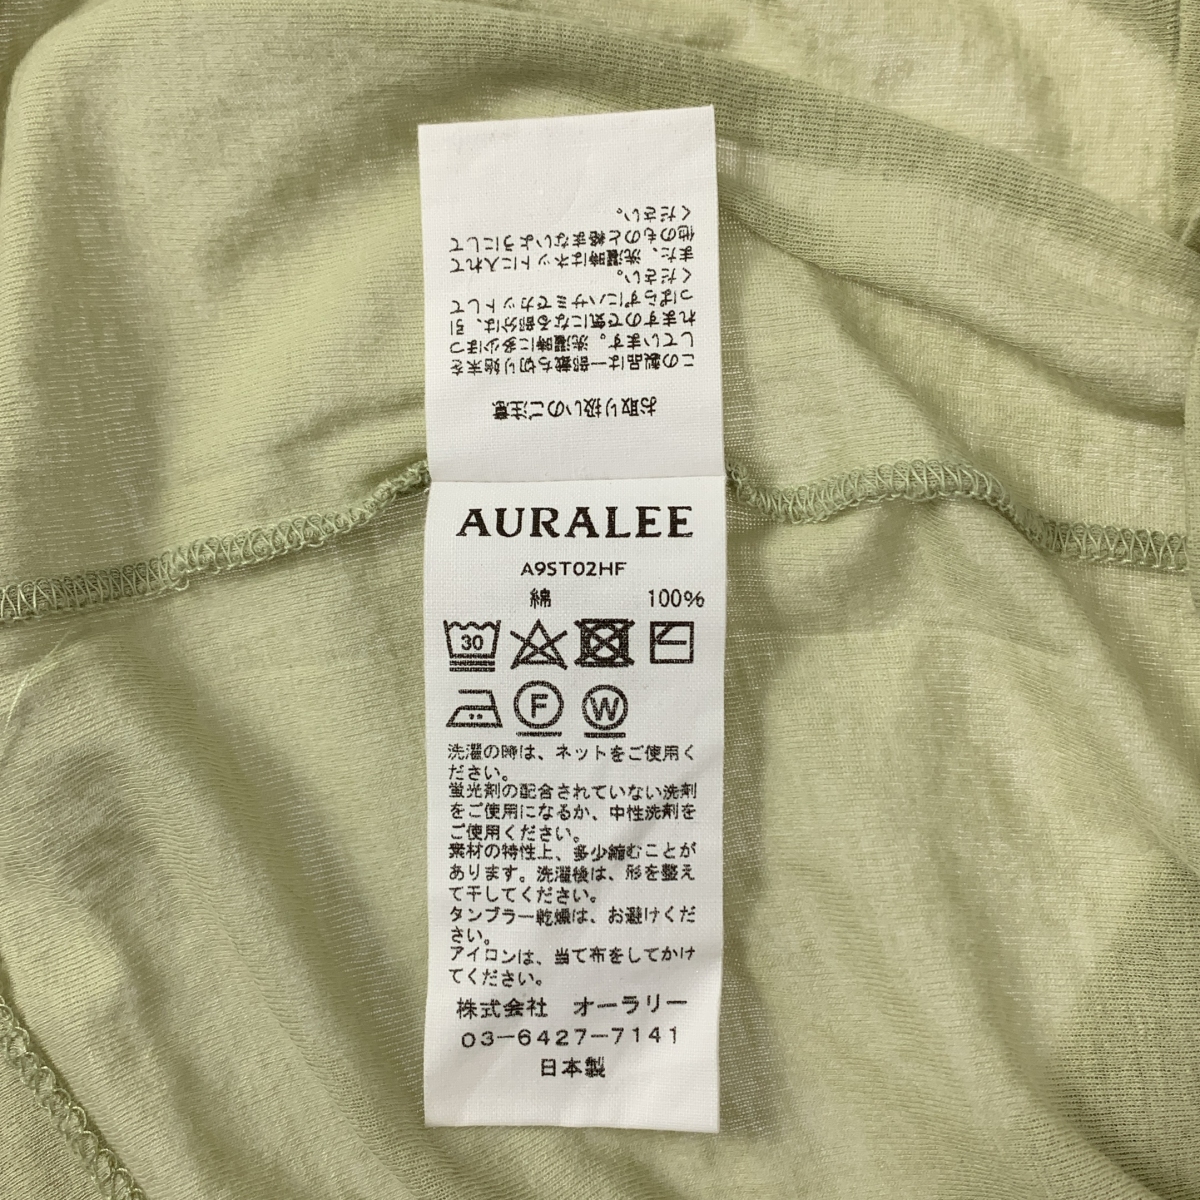 お取り扱いのご注意
この製品は一部裁ち切り始末を
しています。洗濯時に多少ほつ
れますので気になる部分は、引
っぱらずにハサミでカットして
ください。
また、洗濯時はネットに入れて
他のものと絡まないようにして
ください。
AURALEE
A9ST02HF
綿 100%
30
F W
洗濯の時は、ネットをご使用く
ださい。
蛍光剤の配合されていない洗剤
をご使用になるか、中性洗剤を
ご使用ください。
素材の特性上、多少縮むことが
あります。洗濯後は、形を整え
て干してください。
タンブラー乾燥は、お避けくだ
さい。
アイロンは、当て布をしてかけ
てください。
株式会社 オーラリー
03-6427-7141
日本製